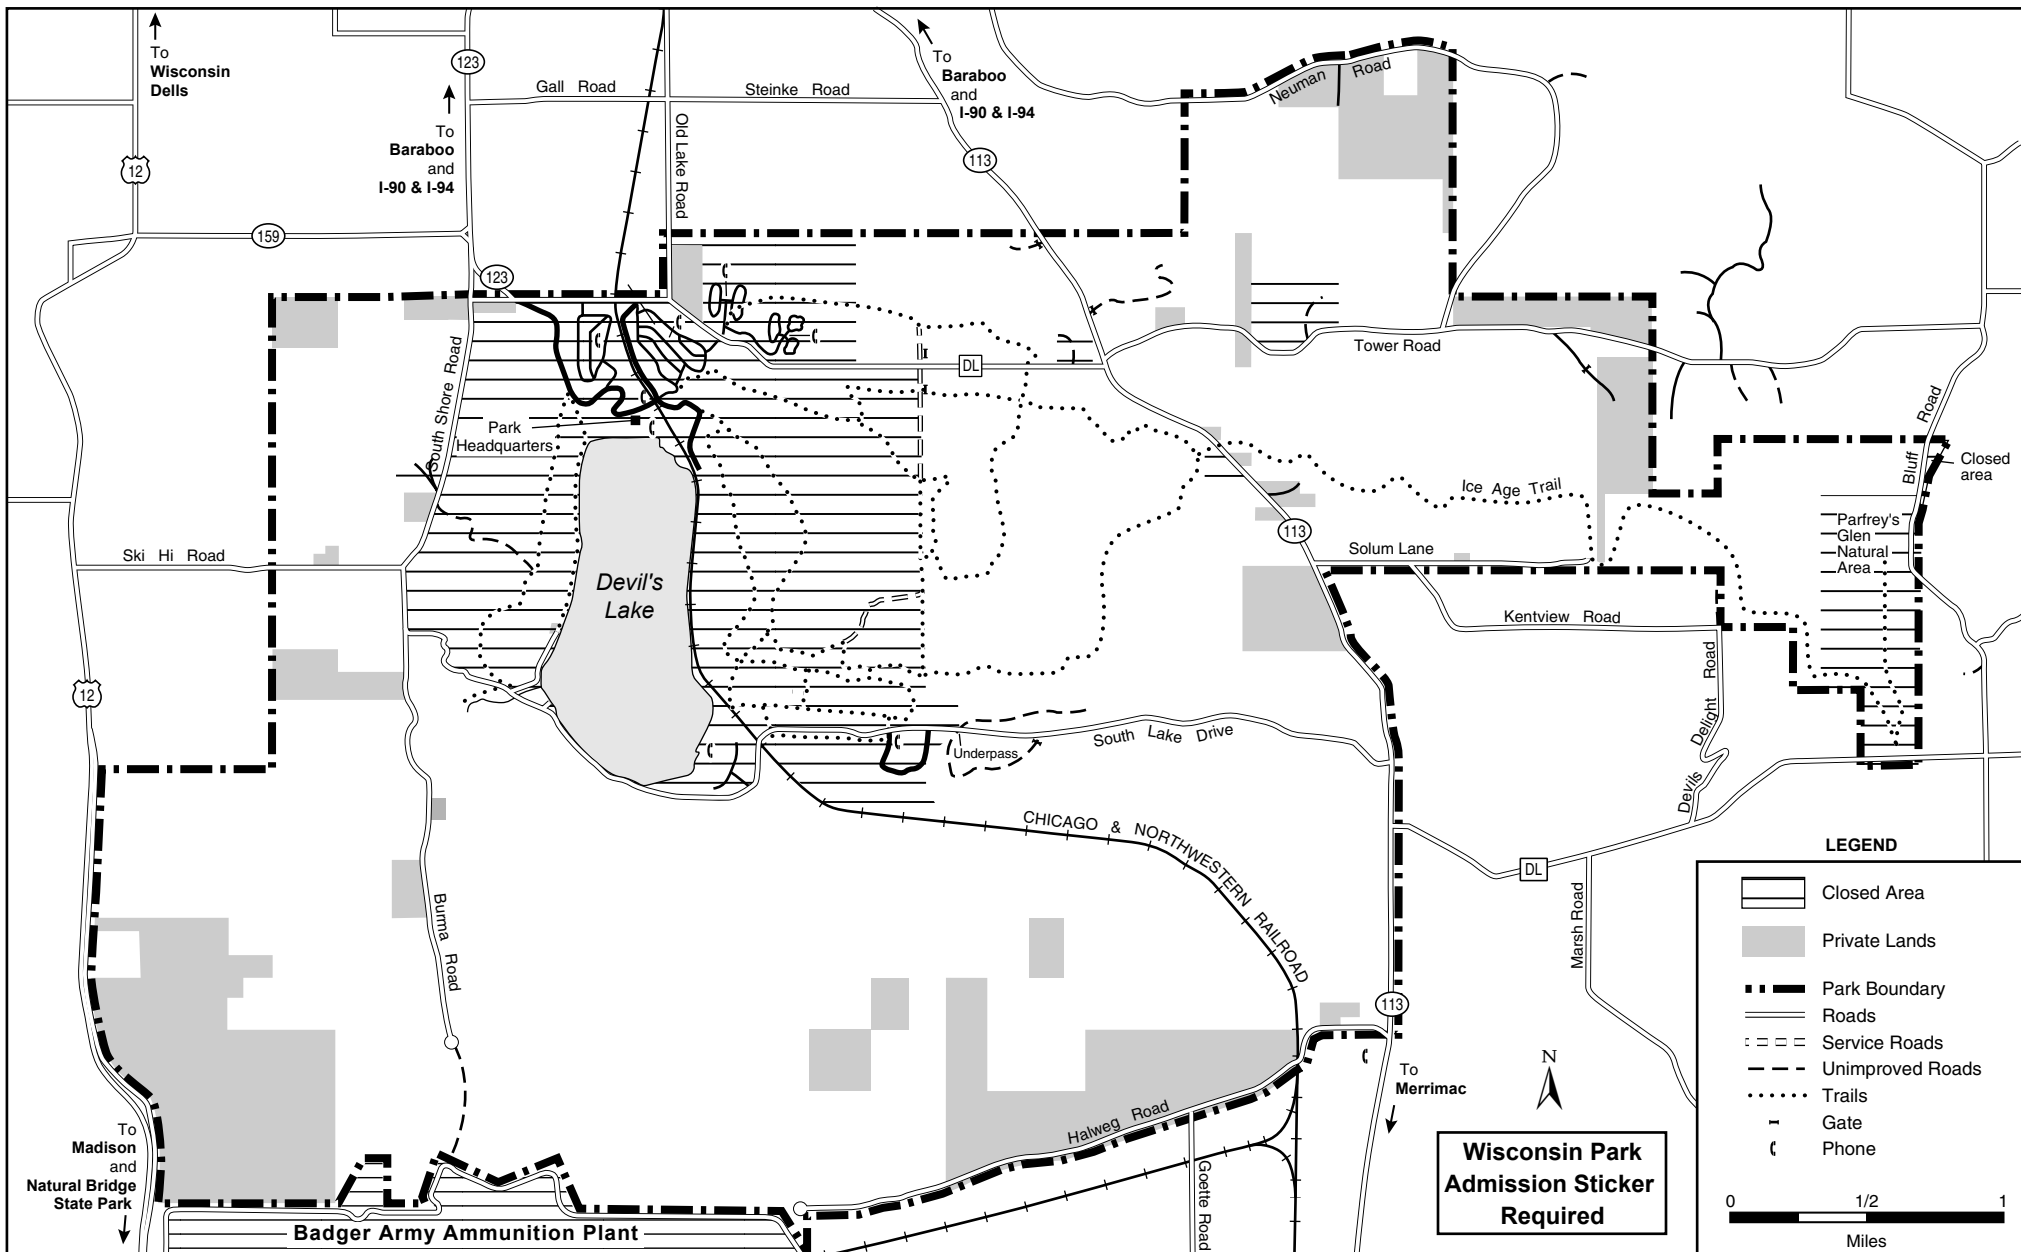 To
Wisconsin
Dells
123
To
Baraboo
and
I-90 & I-94
12
159
123
Gall Road
Steinke Road
Old Lake Road
To
Baraboo
and
I-90 & I-94
113
Neuman Road
Tower Road
DL
South Shore Road
Park
Headquarters
Devil's
Lake
Ski Hi Road
12
Ice Age Trail
113
Solum Lane
Kentview Road
Bluff Road
Closed
area
Parfrey's
Glen
Natural
Area
Devils Delight Road
South Lake Drive
Underpass
CHICAGO & NORTHWESTERN RAILROAD
DL
Marsh Road
Burma Road
113
To
Merrimac
Halweg Road
Goette Road
To
Madison
and
Natural Bridge
State Park
Badger Army Ammunition Plant
N
Wisconsin Park
Admission Sticker
Required
LEGEND
Closed Area
Private Lands
Park Boundary
Roads
Service Roads
Unimproved Roads
Trails
Gate
Phone
0 1/2 1
Miles